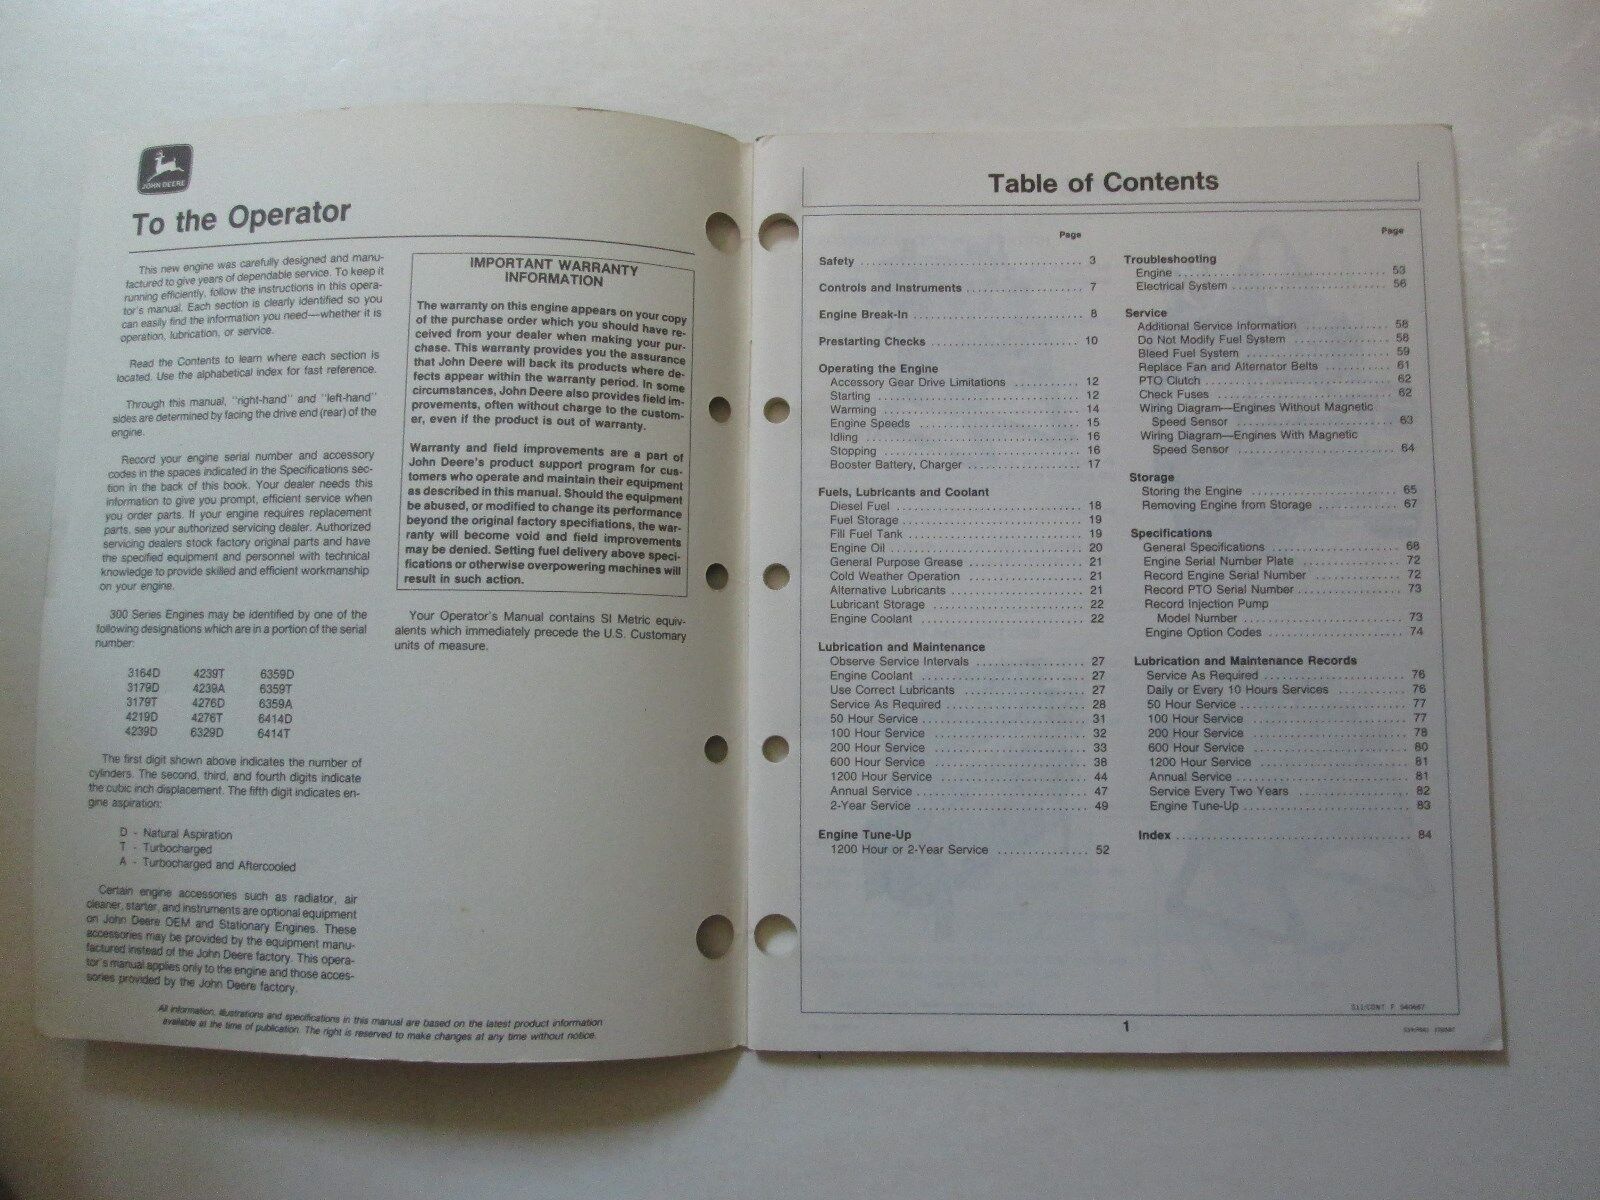 JOHN DEERE
To the Operator
This new engine was carefully designed and manu-
factured to give years of dependable service. To keep it
running efficiently, follow the instructions in this opera-
tor's manual. Each section is clearly identified so you
can easily find the information you need—whether it is
operation, lubrication, or service.
Read the Contents to learn where each section is
located. Use the alphabetical index for fast reference.
Through this manual, "right-hand" and "left-hand"
sides are determined by facing the drive end (rear) of the
engine.
Record your engine serial number and accessory
codes in the spaces indicated in the Specifications sec-
tion in the back of this book. Your dealer needs this
information to give you prompt, efficient service when
you order parts. If your engine requires replacement
parts, see your authorized servicing dealer. Authorized
servicing dealers stock factory original parts and have
the specified equipment and personnel with technical
knowledge to provide skilled and efficient workmanship
on your engine.
300 Series Engines may be identified by one of the
following designations which are in a portion of the serial
number:
3164D 4239T 6359D
3179D 4239A 6359T
3179T 4276D 6359A
4219D 4276T 6414D
4239D 6329D 6414T
The first digit shown above indicates the number of
cylinders. The second, third, and fourth digits indicate
the cubic inch displacement. The fifth digit indicates en-
gine aspiration:
D - Natural Aspiration
T - Turbocharged
A - Turbocharged and Aftercooled
Certain engine accessories such as radiator, air
cleaner, starter, and instruments are optional equipment
on John Deere OEM and Stationary Engines. These
accessories may be provided by the equipment manu-
factured instead of the John Deere factory. This opera-
tor's manual applies only to the engine and those acces-
sories provided by the John Deere factory.
IMPORTANT WARRANTY
INFORMATION
The warranty on this engine appears on your copy
of the purchase order which you should have re-
ceived from your dealer when making your pur-
chase. This warranty provides you the assurance
that John Deere will back its products where de-
fects appear within the warranty period. In some
circumstances, John Deere also provides field im-
provements, often without charge to the custom-
er, even if the product is out of warranty.
Warranty and field improvements are a part of
John Deere's product support program for cus-
tomers who operate and maintain their equipment
as described in this manual. Should the equipment
be abused, or modified to change its performance
beyond the original factory specifiations, the war-
ranty will become void and field improvements
may be denied. Setting fuel delivery above speci-
fications or otherwise overpowering machines will
result in such action.
Your Operator's Manual contains SI Metric equiv-
alents which immediately precede the U.S. Customary
units of measure.
All information, illustrations and specifications in this manual are based on the latest product information
available at the time of publication. The right is reserved to make changes at any time without notice.
Table of Contents
Page
Safety 3
Controls and Instruments 7
Engine Break-In 8
Prestarting Checks 10
Operating the Engine
Accessory Gear Drive Limitations 12
Starting 12
Warming 14
Engine Speeds 15
Idling 16
Stopping 16
Booster Battery, Charger 17
Fuels, Lubricants and Coolant
Diesel Fuel 18
Fuel Storage 19
Fill Fuel Tank 19
Engine Oil 20
General Purpose Grease 21
Cold Weather Operation 21
Alternative Lubricants 21
Lubricant Storage 22
Engine Coolant 22
Lubrication and Maintenance
Observe Service Intervals 27
Engine Coolant 27
Use Correct Lubricants 27
Service As Required 28
50 Hour Service 31
100 Hour Service 32
200 Hour Service 33
600 Hour Service 38
1200 Hour Service 44
Annual Service 47
2-Year Service 49
Engine Tune-Up
1200 Hour or 2-Year Service 52
Page
Troubleshooting
Engine 53
Electrical System 56
Service
Additional Service Information 58
Do Not Modify Fuel System 58
Bleed Fuel System 59
Replace Fan and Alternator Belts 61
PTO Clutch 62
Check Fuses 62
Wiring Diagram—Engines Without Magnetic
Speed Sensor 63
Wiring Diagram—Engines With Magnetic
Speed Sensor 64
Storage
Storing the Engine 65
Removing Engine from Storage 67
Specifications
General Specifications 68
Engine Serial Number Plate 72
Record Engine Serial Number 72
Record PTO Serial Number 73
Record Injection Pump
Model Number 73
Engine Option Codes 74
Lubrication and Maintenance Records
Service As Required 76
Daily or Every 10 Hours Services 76
50 Hour Service 77
100 Hour Service 77
200 Hour Service 78
600 Hour Service 80
1200 Hour Service 81
Annual Service 81
Service Every Two Years 82
Engine Tune-Up 83
Index 84
S11/CONT F 940667
1